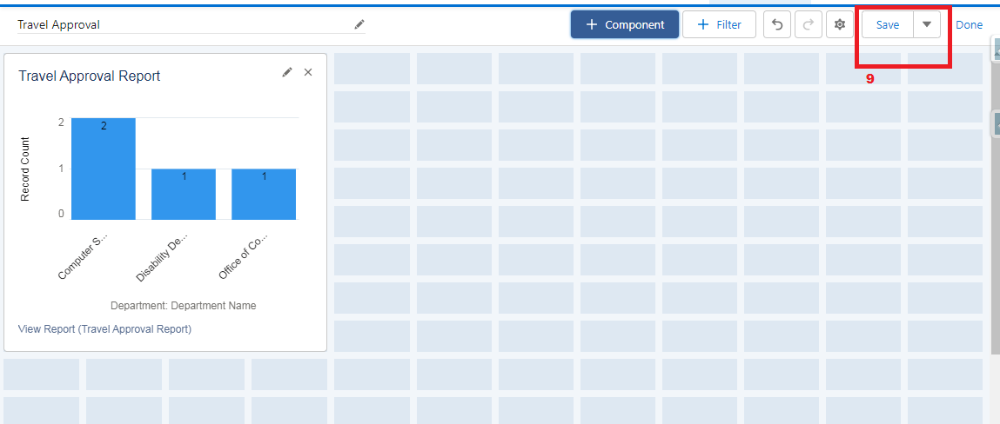 Travel Approval
+ Component
+ Filter
Save
Done
9
Travel Approval Report
Record Count
2
1
0
2
1
1
Computer S...
Disability De...
Office of Co...
Department: Department Name
View Report (Travel Approval Report)